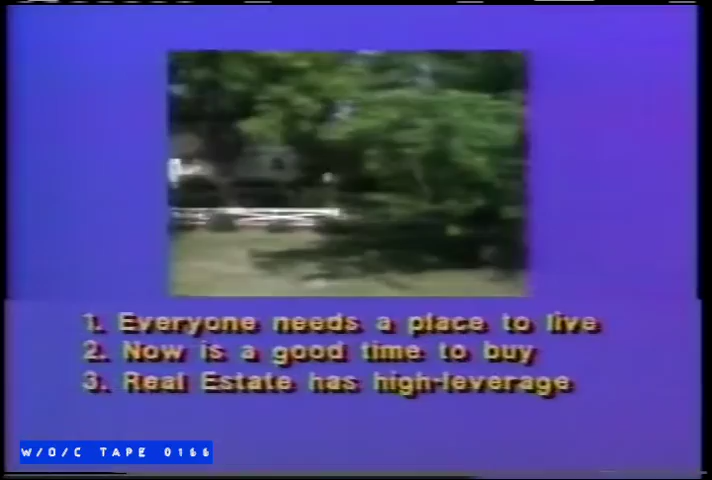 1. Everyone needs a place to live
2. Now is a good time to buy
3. Real Estate has high-leverage
W/O/C TAPE 0166